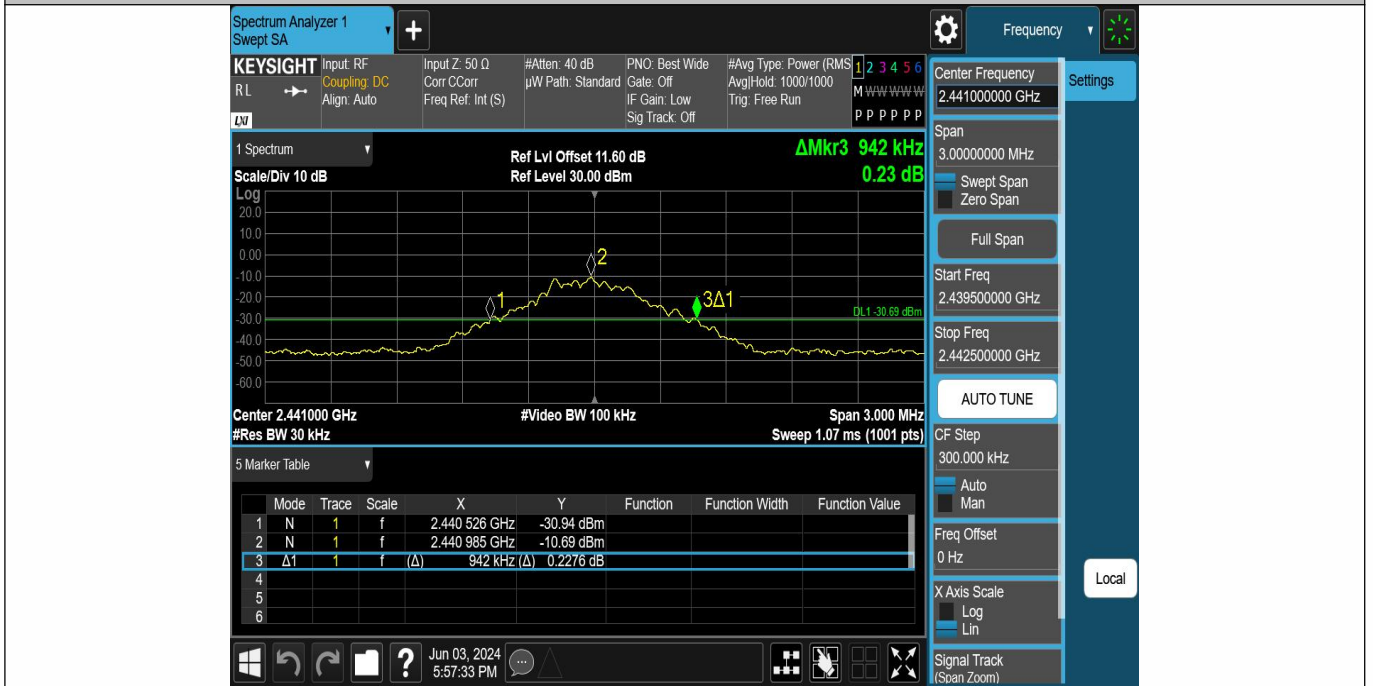 Spectrum Analyzer 1
Swept SA
+
Frequency
KEYSIGHT Input: RF Input Z: 50 Ω #Atten: 40 dB PNO: Best Wide #Avg Type: Power (RMS 1 2 3 4 5 6
RL Coupling: DC Corr CCorr µW Path: Standard Gate: Off Avg|Hold: 1000/1000 M W W W W W
Align: Auto Freq Ref: Int (S) IF Gain: Low Trig: Free Run
LXI Sig Track: Off P P P P P P
1 Spectrum
Scale/Div 10 dB
Ref Lvl Offset 11.60 dB
Ref Level 30.00 dBm
ΔMkr3 942 kHz
0.23 dB
Log
20.0
10.0
0.00
-10.0
-20.0
-30.0
-40.0
-50.0
-60.0
1
2
3Δ1
DL1 -30.69 dBm
Center 2.441000 GHz #Video BW 100 kHz Span 3.000 MHz
#Res BW 30 kHz Sweep 1.07 ms (1001 pts)
5 Marker Table
Mode Trace Scale X Y Function Function Width Function Value
1 N 1 f 2.440 526 GHz -30.94 dBm
2 N 1 f 2.440 985 GHz -10.69 dBm
3 Δ1 1 f (Δ) 942 kHz (Δ) 0.2276 dB
4
5
6
?
Jun 03, 2024
5:57:33 PM
Center Frequency
2.441000000 GHz
Settings
Span
3.00000000 MHz
Swept Span
Zero Span
Full Span
Start Freq
2.439500000 GHz
Stop Freq
2.442500000 GHz
AUTO TUNE
CF Step
300.000 kHz
Auto
Man
Freq Offset
0 Hz
X Axis Scale
Log
Lin
Local
Signal Track
(Span Zoom)